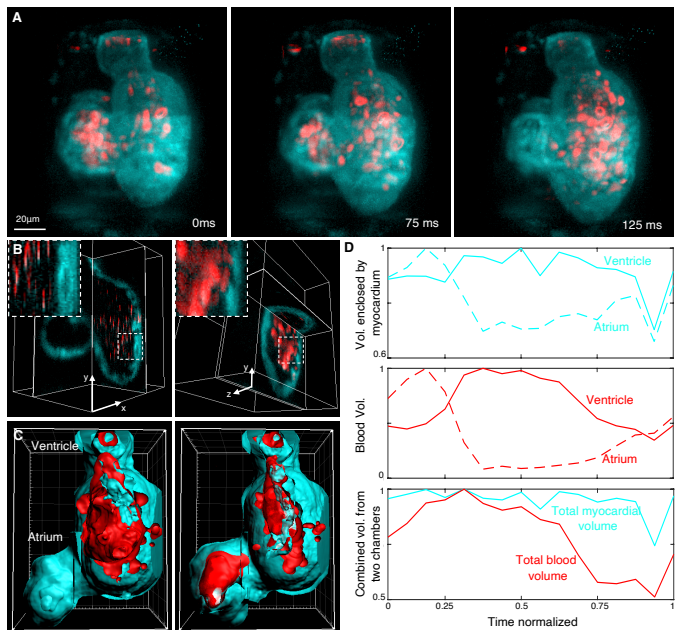 A
20μm
0ms
75 ms
125 ms
B
y
x
y
z
C
Ventricle
Atrium
D
Vol. enclosed by
myocardium
1
0.6
Ventricle
Atrium
Blood Vol.
1
0
Ventricle
Atrium
Combined vol. from
two chambers
1
0.5
Total myocardial
volume
Total blood
volume
0
0.25
0.5
0.75
1
Time normalized